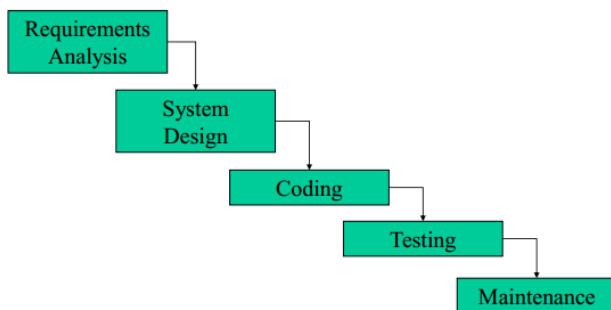 Requirements
Analysis
System
Design
Coding
Testing
Maintenance